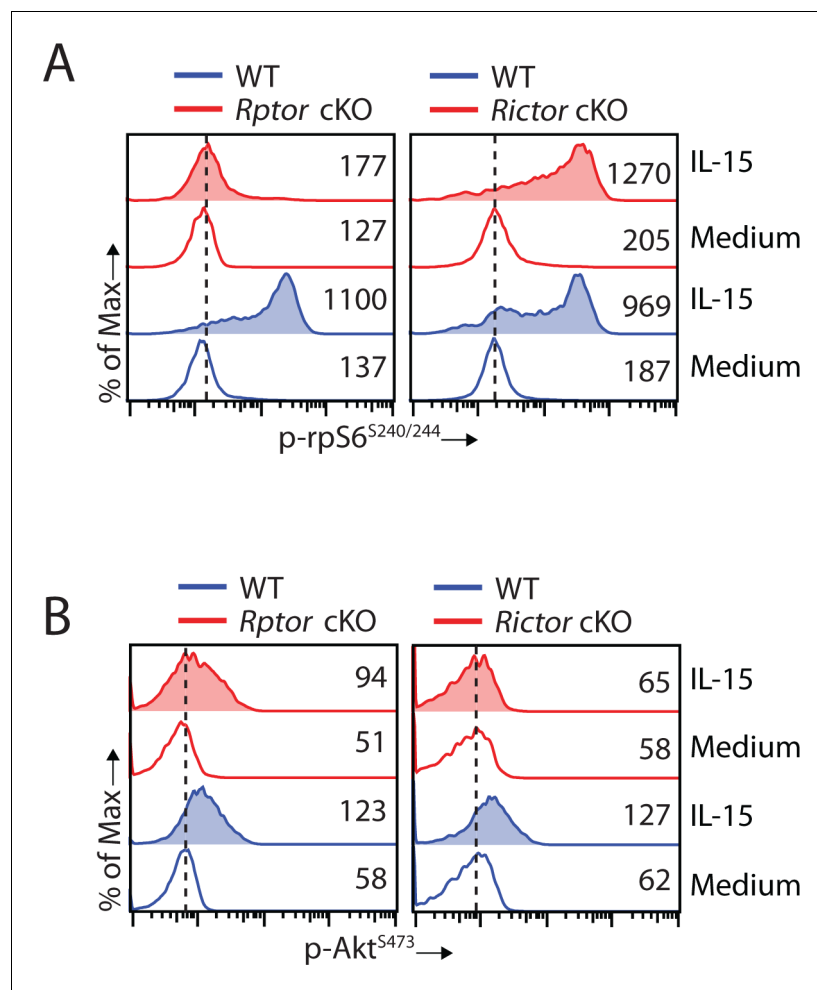 A
WT
Rptor cKO
WT
Rictor cKO
177
1270
IL-15
127
205
Medium
1100
969
IL-15
137
187
Medium
% of Max
p-rpS6S240/244
B
WT
Rptor cKO
WT
Rictor cKO
94
65
IL-15
51
58
Medium
123
127
IL-15
58
62
Medium
% of Max
p-AktS473